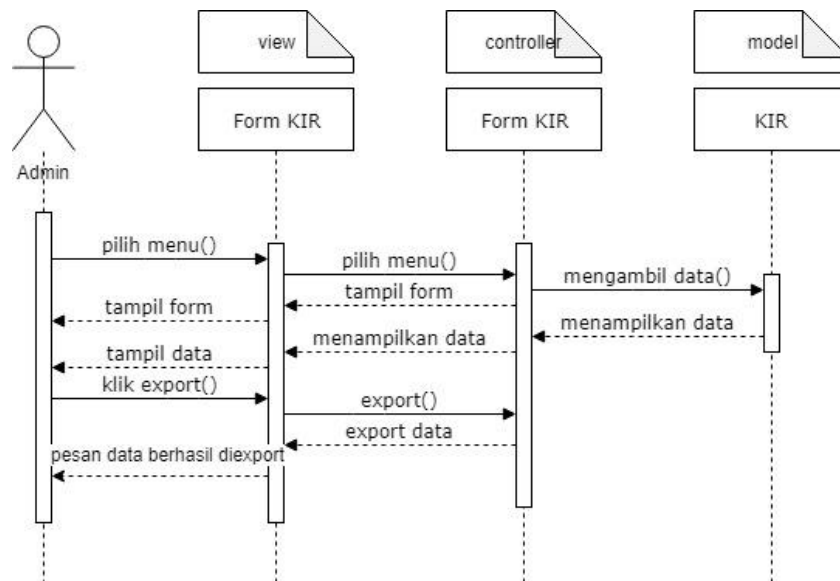 view
controller
model
Form KIR
Form KIR
KIR
Admin
pilih menu()
pilih menu()
mengambil data()
tampil form
tampil form
menampilkan data
menampilkan data
tampil data
klik export()
export()
export data
pesan data berhasil diexport